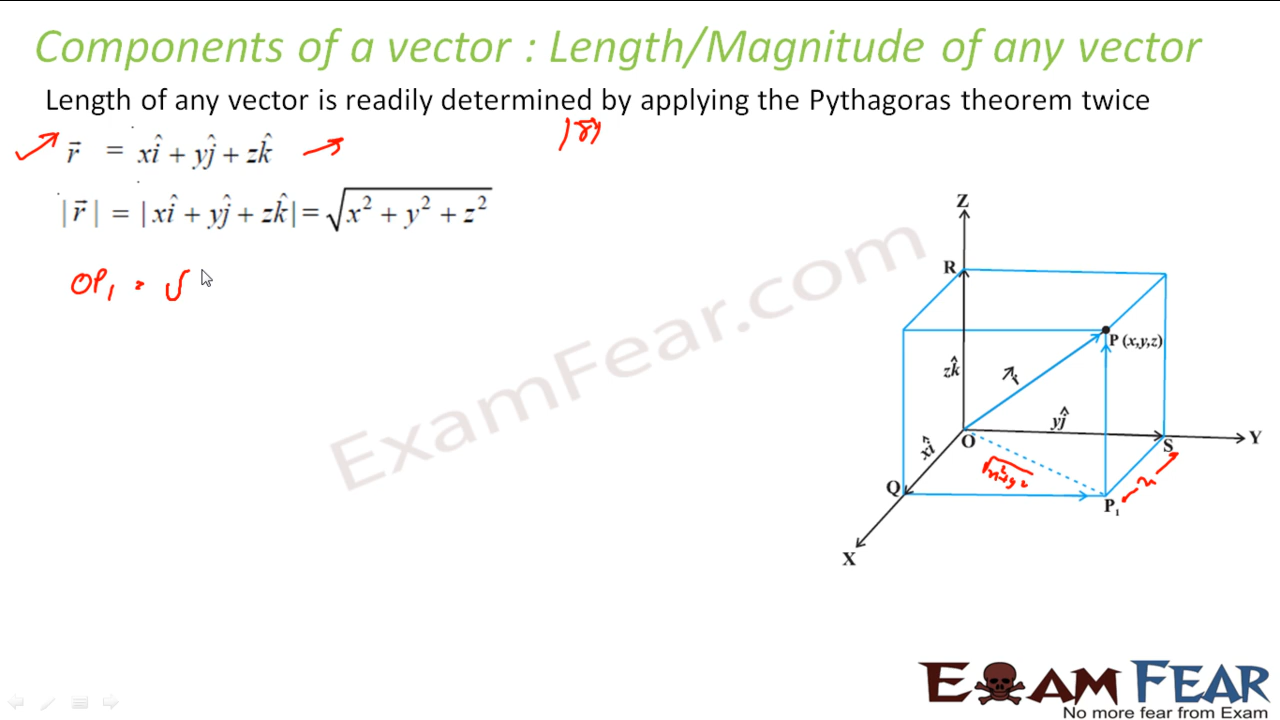 Components of a vector : Length/Magnitude of any vector
Length of any vector is readily determined by applying the Pythagoras theorem twice
|r⃗|
r⃗ = xî + yĵ + zk̂
|r⃗| = |xî + yĵ + zk̂| = √(x² + y² + z²)
OP₁ = √
ExamFear.com
Z
R
P (x,y,z)
zk̂
r
yĵ
O
S
Y
xî
√x²+y²
x
Q
P₁
X
EXAM FEAR
No more fear from Exam